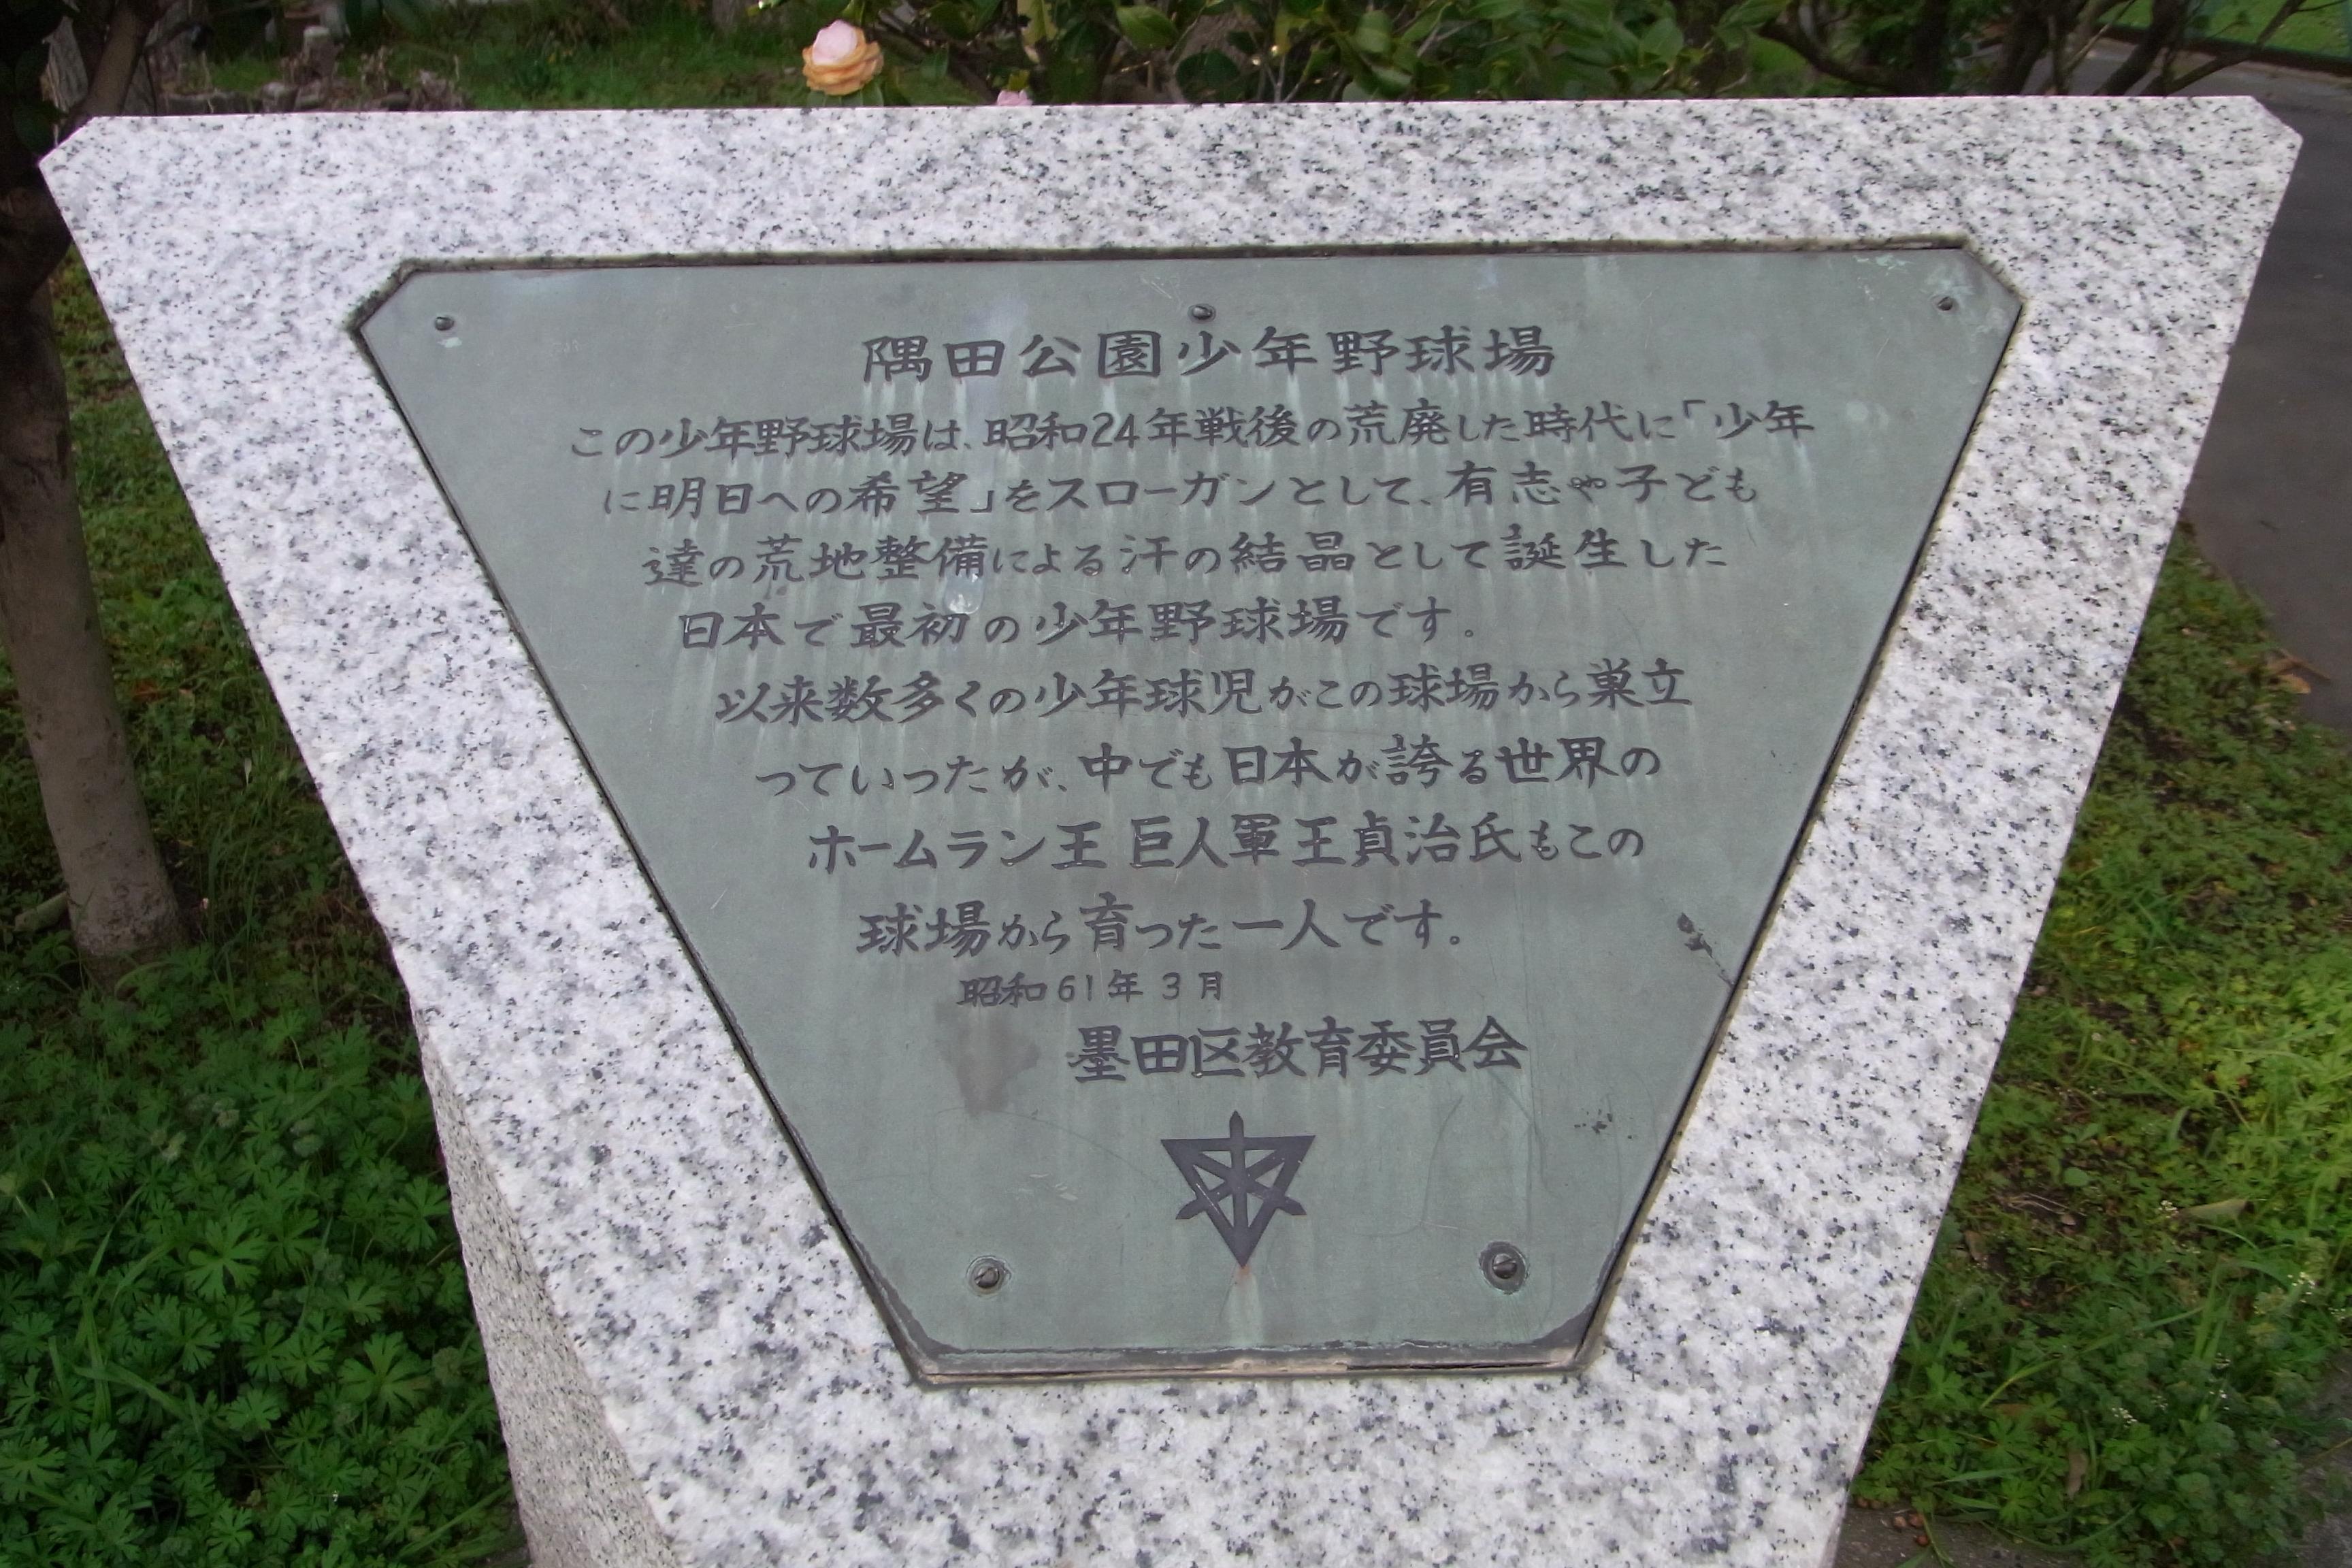 隅田公園少年野球場
この少年野球場は、昭和24年戦後の荒廃した時代に「少年
に明日への希望」をスローガンとして、有志や子ども
達の荒地整備による汗の結晶として誕生した
日本で最初の少年野球場です。
以来数多くの少年球児がこの球場から巣立
っていったが、中でも日本が誇る世界の
ホームラン王 巨人軍王貞治氏もこの
球場から育った一人です。
昭和61年 3月
墨田区教育委員会